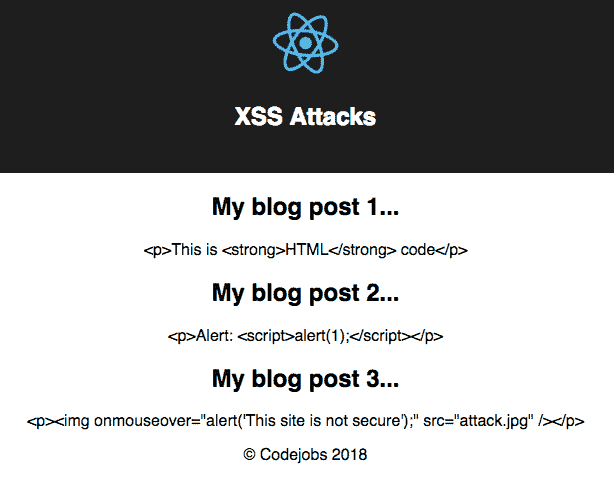 XSS Attacks
My blog post 1...
<p>This is <strong>HTML</strong> code</p>
My blog post 2...
<p>Alert: <script>alert(1);</script></p>
My blog post 3...
<p><img onmouseover="alert('This site is not secure');" src="attack.jpg" /></p>
© Codejobs 2018